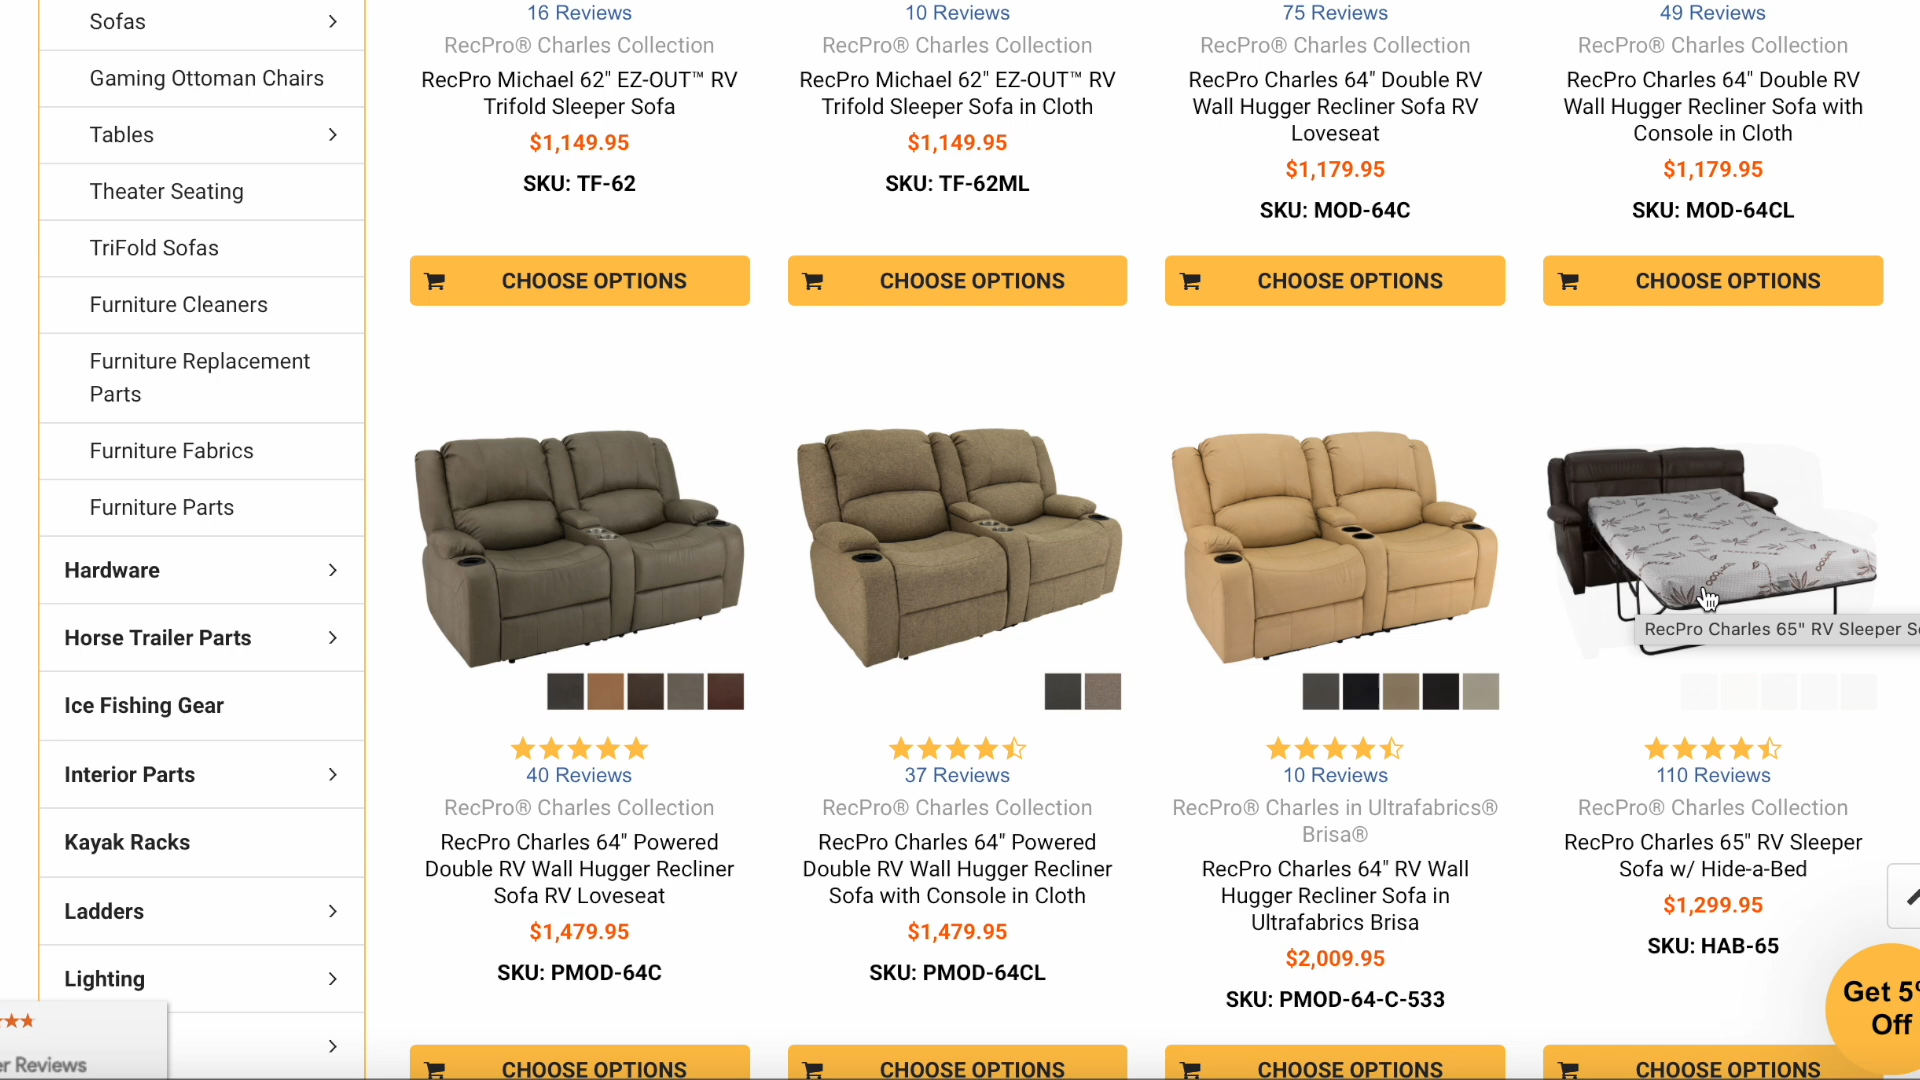 Sofas
Gaming Ottoman Chairs
Tables
Theater Seating
TriFold Sofas
Furniture Cleaners
Furniture Replacement
Parts
Furniture Fabrics
Furniture Parts
Hardware
Horse Trailer Parts
Ice Fishing Gear
Interior Parts
Kayak Racks
Ladders
Lighting
Reviews
16 Reviews
RecPro® Charles Collection
RecPro Michael 62" EZ-OUT™ RV
Trifold Sleeper Sofa
$1,149.95
SKU: TF-62
CHOOSE OPTIONS
10 Reviews
RecPro® Charles Collection
RecPro Michael 62" EZ-OUT™ RV
Trifold Sleeper Sofa in Cloth
$1,149.95
SKU: TF-62ML
CHOOSE OPTIONS
75 Reviews
RecPro® Charles Collection
RecPro Charles 64" Double RV
Wall Hugger Recliner Sofa RV
Loveseat
$1,179.95
SKU: MOD-64C
CHOOSE OPTIONS
49 Reviews
RecPro® Charles Collection
RecPro Charles 64" Double RV
Wall Hugger Recliner Sofa with
Console in Cloth
$1,179.95
SKU: MOD-64CL
CHOOSE OPTIONS
40 Reviews
RecPro® Charles Collection
RecPro Charles 64" Powered
Double RV Wall Hugger Recliner
Sofa RV Loveseat
$1,479.95
SKU: PMOD-64C
CHOOSE OPTIONS
37 Reviews
RecPro® Charles Collection
RecPro Charles 64" Powered
Double RV Wall Hugger Recliner
Sofa with Console in Cloth
$1,479.95
SKU: PMOD-64CL
CHOOSE OPTIONS
10 Reviews
RecPro® Charles in Ultrafabrics®
Brisa®
RecPro Charles 64" RV Wall
Hugger Recliner Sofa in
Ultrafabrics Brisa
$2,009.95
SKU: PMOD-64-C-533
CHOOSE OPTIONS
RecPro Charles 65" RV Sleeper
110 Reviews
RecPro® Charles Collection
RecPro Charles 65" RV Sleeper
Sofa w/ Hide-a-Bed
$1,299.95
SKU: HAB-65
CHOOSE OPTIONS
Get 5
Off